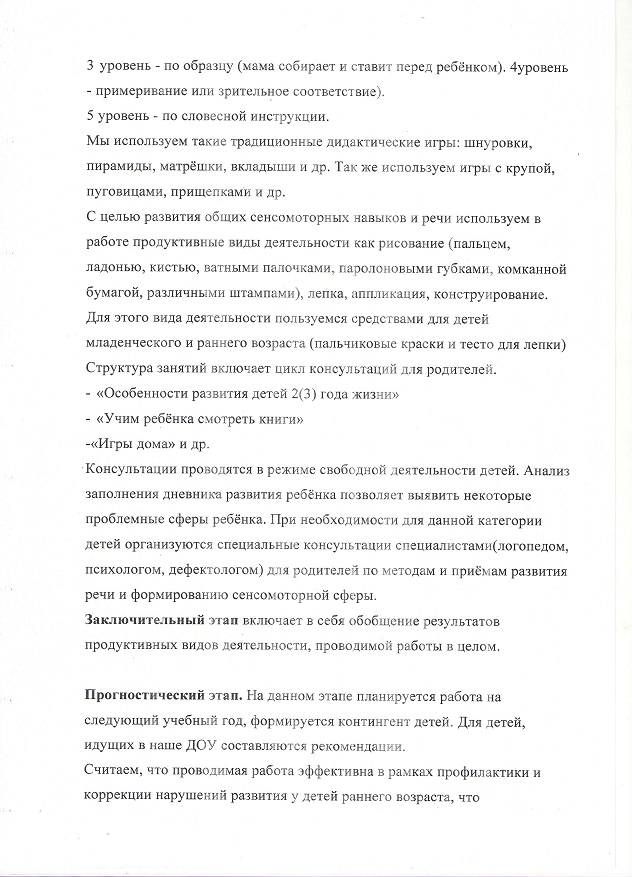 3 уровень - по образцу (мама собирает и ставит перед ребёнком). 4уровень
- примеривание или зрительное соответствие).
5 уровень - по словесной инструкции.
Мы используем такие традиционные дидактические игры: шнуровки,
пирамиды, матрёшки, вкладыши и др. Так же используем игры с крупой,
пуговицами, прищепками и др.
С целью развития общих сенсомоторных навыков и речи используем в
работе продуктивные виды деятельности как рисование (пальцем,
ладонью, кистью, ватными палочками, паролоновыми губками, комканной
бумагой, различными штампами), лепка, аппликация, конструирование.
Для этого вида деятельности пользуемся средствами для детей
младенческого и раннего возраста (пальчиковые краски и тесто для лепки)
Структура занятий включает цикл консультаций для родителей.
- «Особенности развития детей 2(3) года жизни»
- «Учим ребёнка смотреть книги»
-«Игры дома» и др.
Консультации проводятся в режиме свободной деятельности детей. Анализ
заполнения дневника развития ребёнка позволяет выявить некоторые
проблемные сферы ребёнка. При необходимости для данной категории
детей организуются специальные консультации специалистами(логопедом,
психологом, дефектологом) для родителей по методам и приёмам развития
речи и формированию сенсомоторной сферы.
Заключительный этап включает в себя обобщение результатов
продуктивных видов деятельности, проводимой работы в целом.
Прогностический этап. На данном этапе планируется работа на
следующий учебный год, формируется контингент детей. Для детей,
идущих в наше ДОУ составляются рекомендации.
Считаем, что проводимая работа эффективна в рамках профилактики и
коррекции нарушений развития у детей раннего возраста, что